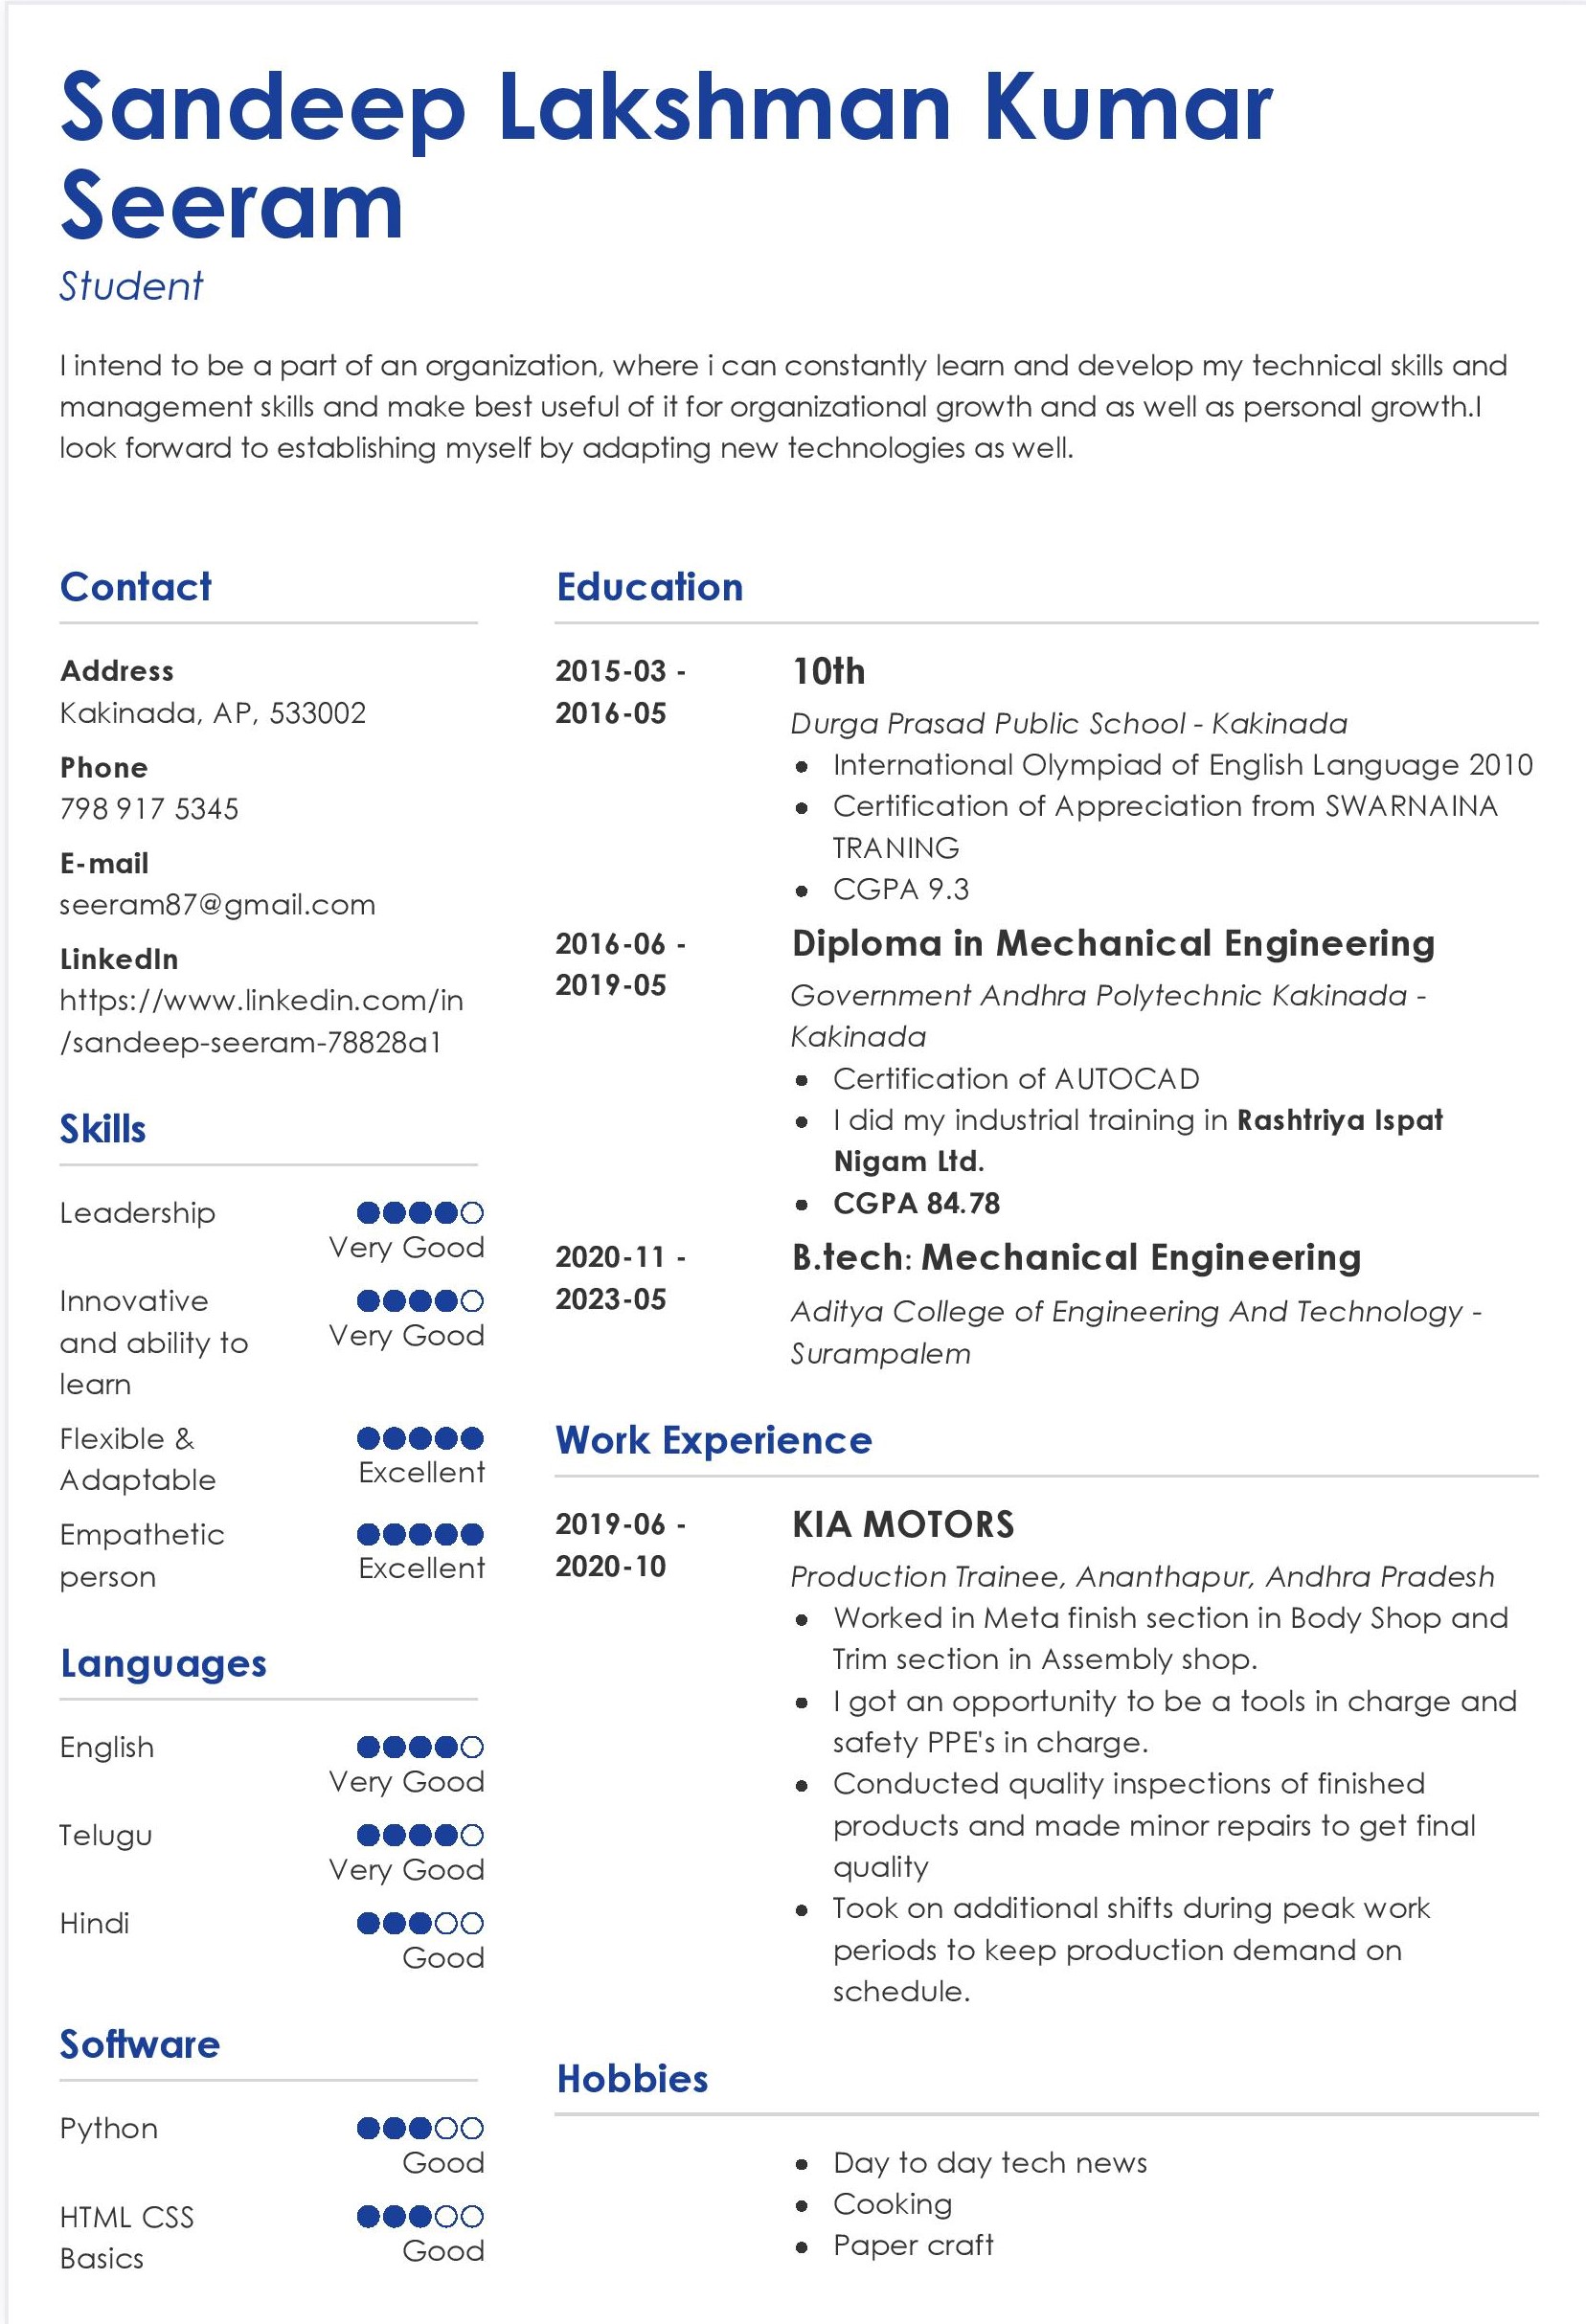 Sandeep Lakshman Kumar
Seeram
Student
I intend to be a part of an organization, where i can constantly learn and develop my technical skills and
management skills and make best useful of it for organizational growth and as well as personal growth.I
look forward to establishing myself by adapting new technologies as well.
Contact
Address
Kakinada, AP, 533002
Phone
798 917 5345
E-mail
seeram87@gmail.com
LinkedIn
https://www.linkedin.com/in
/sandeep-seeram-78828a1
Skills
Leadership
Very Good
Innovative
and ability to
learn
Very Good
Flexible &
Adaptable
Excellent
Empathetic
person
Excellent
Languages
English
Very Good
Telugu
Very Good
Hindi
Good
Software
Python
Good
HTML CSS
Basics
Good
Education
2015-03 -
2016-05
10th
Durga Prasad Public School - Kakinada
• International Olympiad of English Language 2010
• Certification of Appreciation from SWARNAINA
TRANING
• CGPA 9.3
2016-06 -
2019-05
Diploma in Mechanical Engineering
Government Andhra Polytechnic Kakinada -
Kakinada
• Certification of AUTOCAD
• I did my industrial training in Rashtriya Ispat
Nigam Ltd.
• CGPA 84.78
2020-11 -
2023-05
B.tech: Mechanical Engineering
Aditya College of Engineering And Technology -
Surampalem
Work Experience
2019-06 -
2020-10
KIA MOTORS
Production Trainee, Ananthapur, Andhra Pradesh
• Worked in Meta finish section in Body Shop and
Trim section in Assembly shop.
• I got an opportunity to be a tools in charge and
safety PPE's in charge.
• Conducted quality inspections of finished
products and made minor repairs to get final
quality
• Took on additional shifts during peak work
periods to keep production demand on
schedule.
Hobbies
• Day to day tech news
• Cooking
• Paper craft